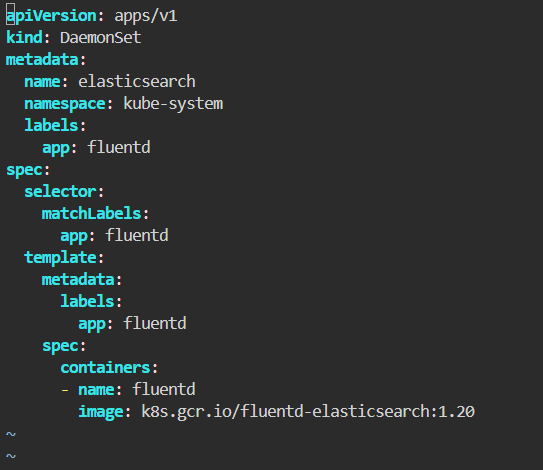 apiVersion: apps/v1
kind: DaemonSet
metadata:
  name: elasticsearch
  namespace: kube-system
  labels:
    app: fluentd
spec:
  selector:
    matchLabels:
      app: fluentd
  template:
    metadata:
      labels:
        app: fluentd
    spec:
      containers:
      - name: fluentd
        image: k8s.gcr.io/fluentd-elasticsearch:1.20
~
~